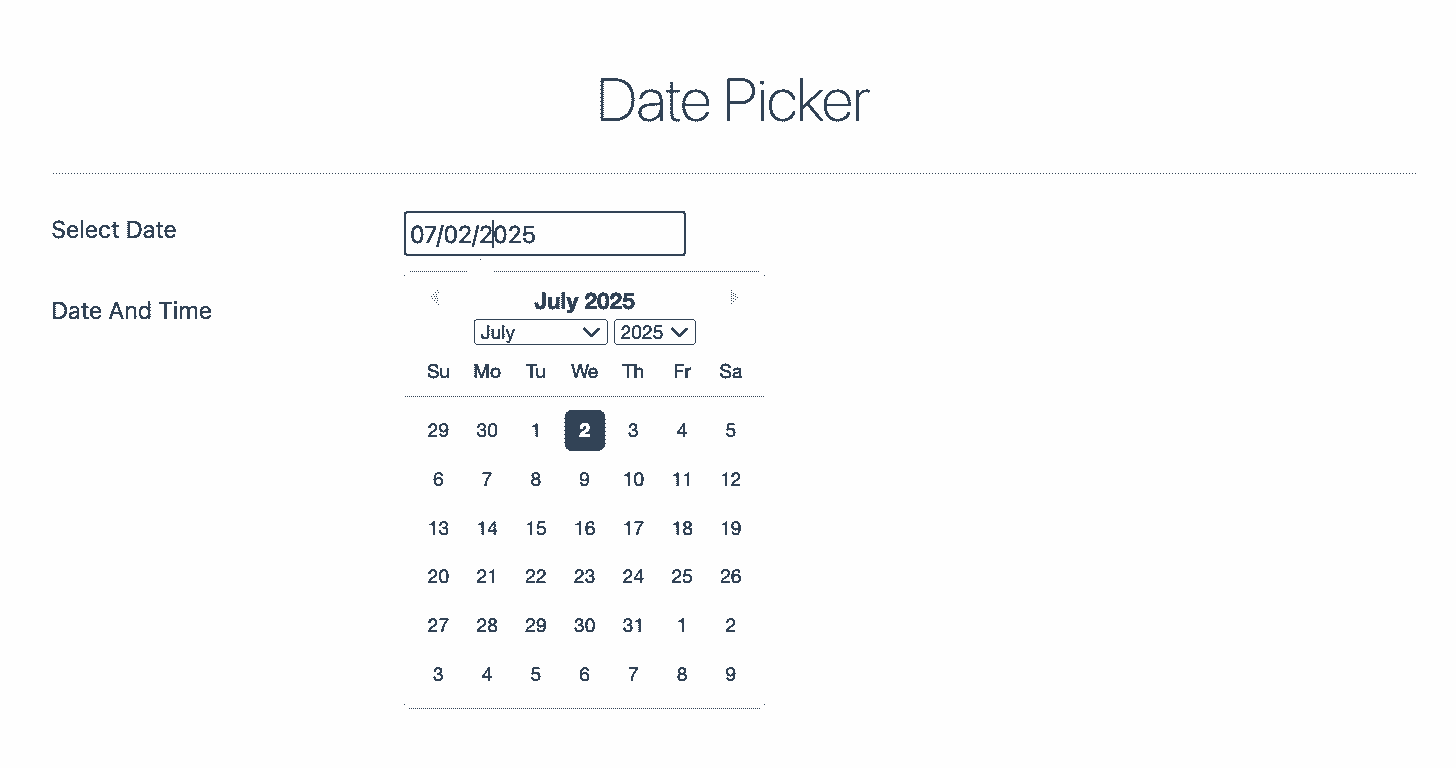 Date Picker
Select Date
07/02/2025
Date And Time
July 2025
July 2025
Su Mo Tu We Th Fr Sa
29 30 1 2 3 4 5
6 7 8 9 10 11 12
13 14 15 16 17 18 19
20 21 22 23 24 25 26
27 28 29 30 31 1 2
3 4 5 6 7 8 9